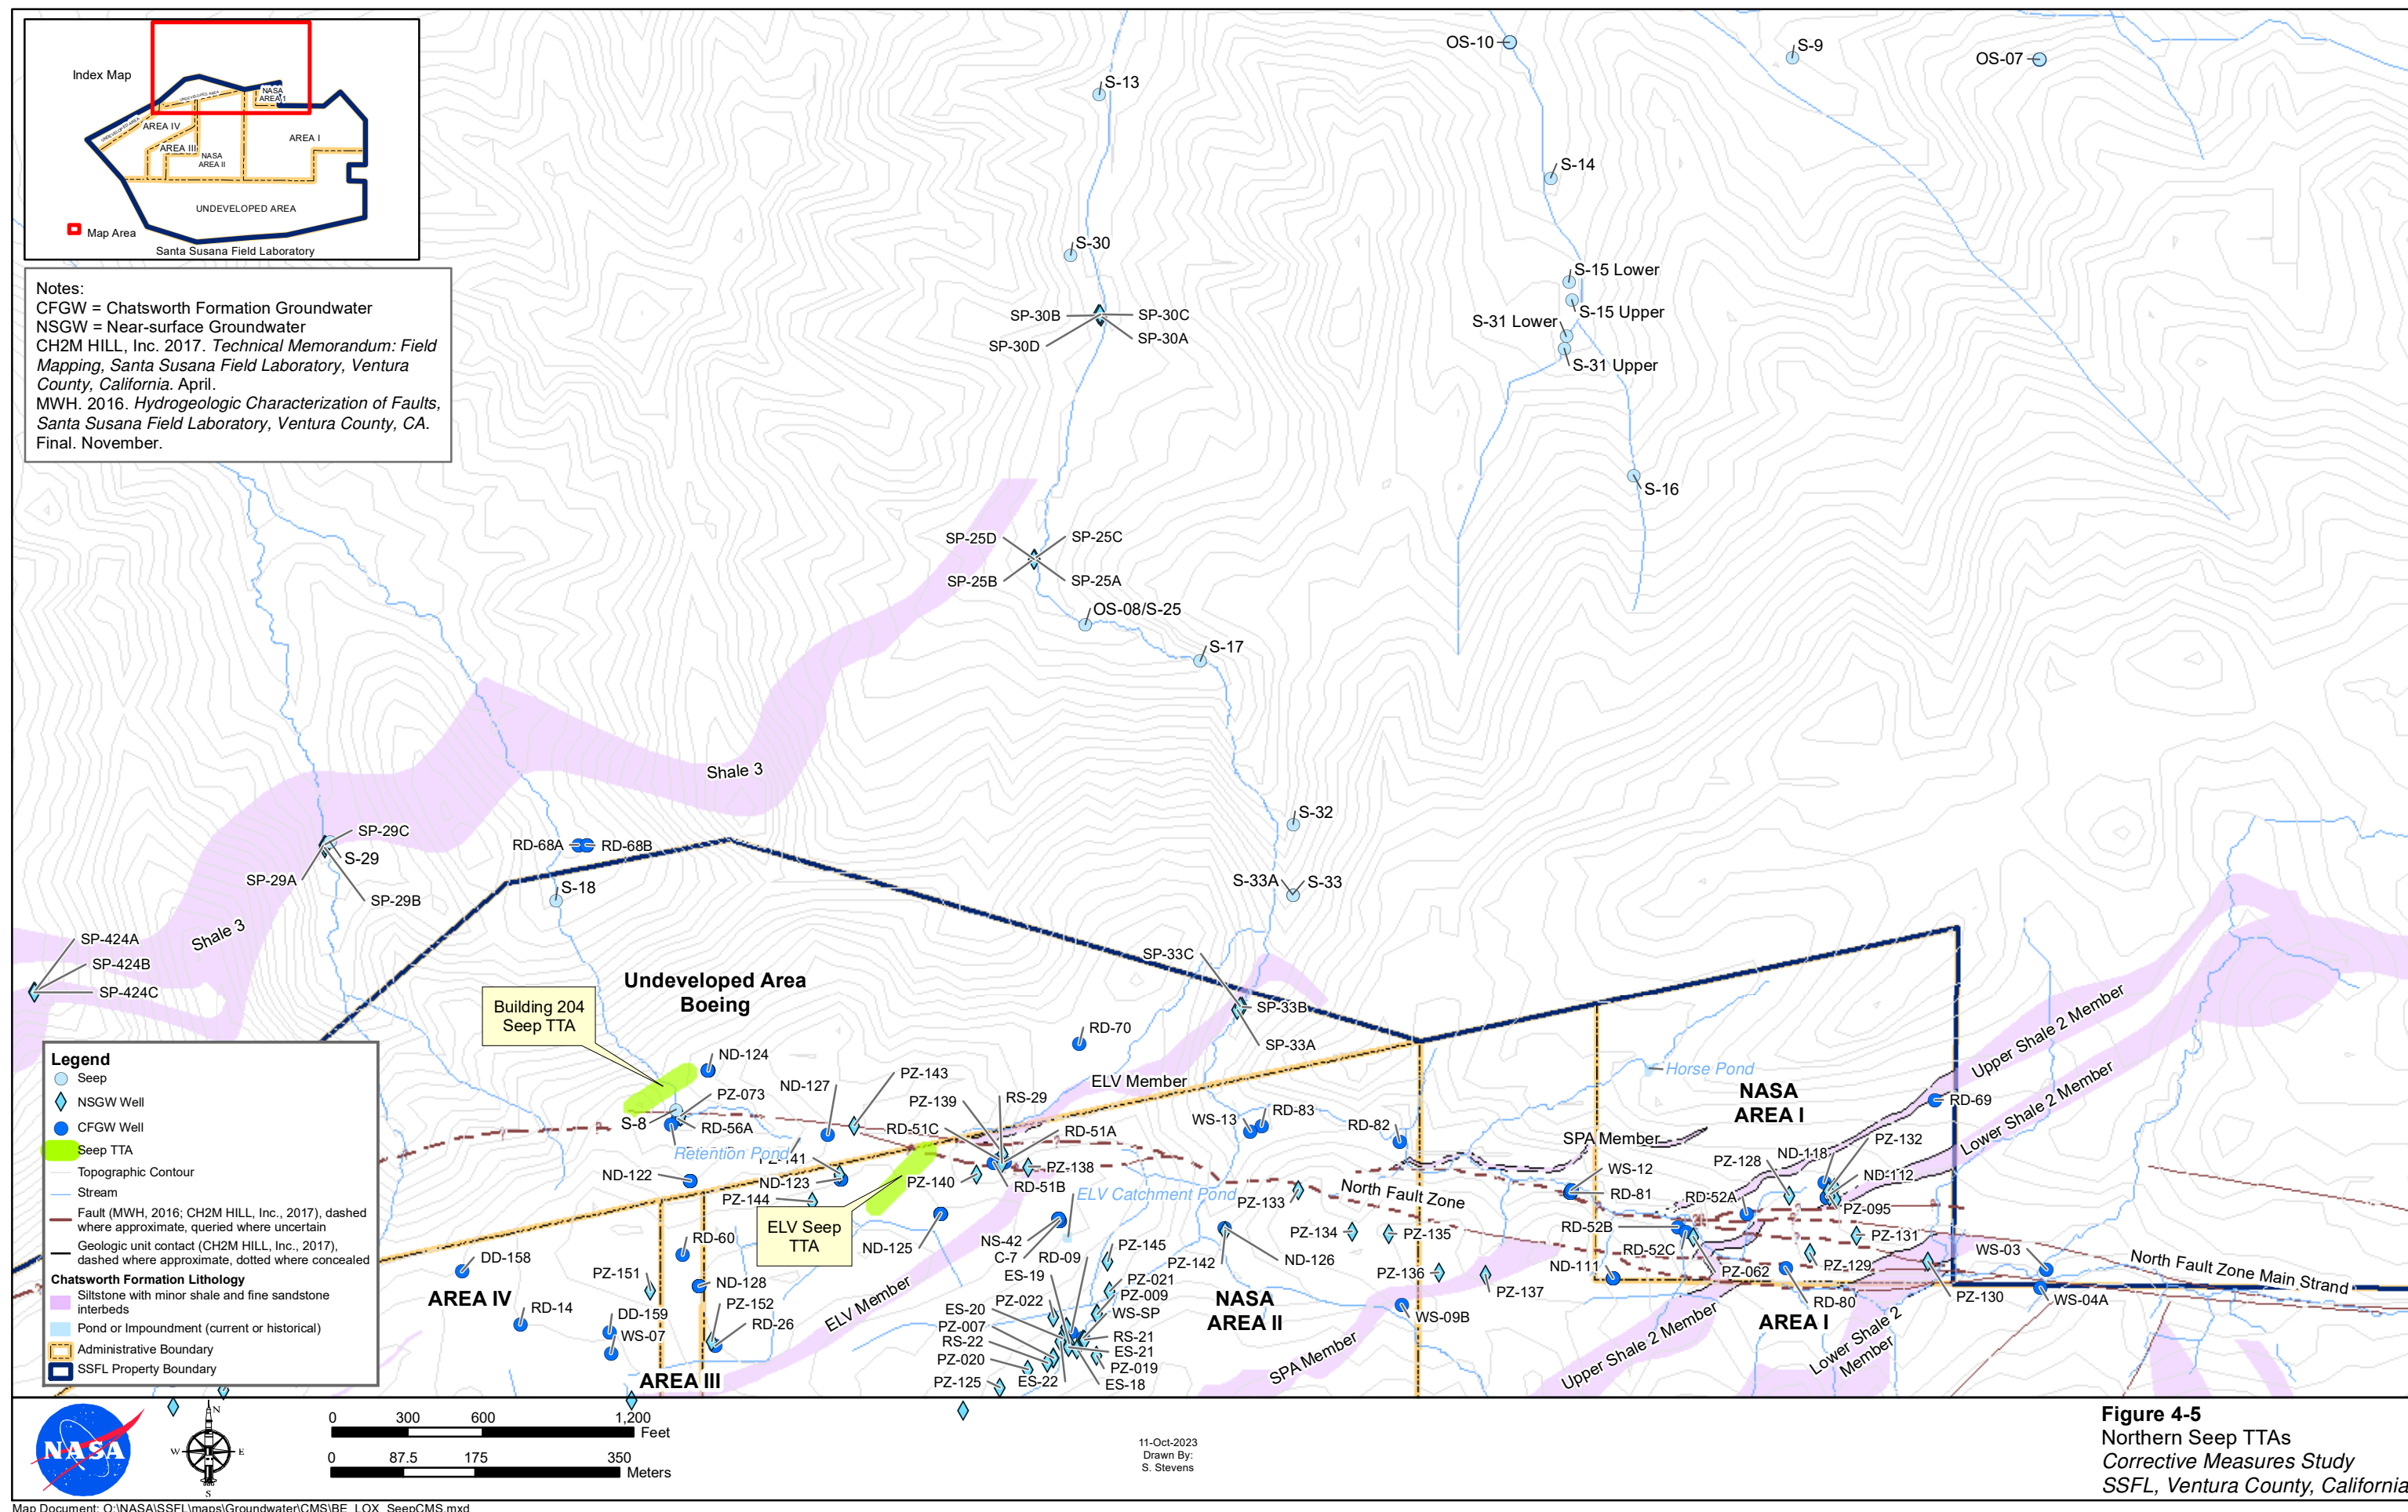 Index Map
NASA
AREA I
UNDEVELOPED AREA
UNDEVELOPED AREA
AREA IV
AREA I
AREA III
NASA
AREA II
UNDEVELOPED AREA
Map Area
Santa Susana Field Laboratory
Notes:
CFGW = Chatsworth Formation Groundwater
NSGW = Near-surface Groundwater
CH2M HILL, Inc. 2017. Technical Memorandum: Field
Mapping, Santa Susana Field Laboratory, Ventura
County, California. April.
MWH. 2016. Hydrogeologic Characterization of Faults,
Santa Susana Field Laboratory, Ventura County, CA.
Final. November.
OS-10
S-9
OS-07
S-13
S-14
S-30
S-15 Lower
S-15 Upper
SP-30B
SP-30C
S-31 Lower
SP-30D
SP-30A
S-31 Upper
S-16
SP-25D
SP-25C
SP-25B
SP-25A
OS-08/S-25
S-17
Shale 3
S-32
SP-29C
RD-68A
RD-68B
S-29
SP-29A
S-18
S-33A
S-33
SP-29B
Shale 3
SP-424A
SP-424B
SP-424C
SP-33C
Undeveloped Area
Boeing
Building 204
Seep TTA
SP-33B
RD-70
SP-33A
Upper Shale 2 Member
ND-124
PZ-143
ELV Member
Horse Pond
ND-127
PZ-073
PZ-139
RS-29
NASA
AREA I
RD-69
Lower Shale 2 Member
S-8
RD-56A
RD-51C
RD-51A
WS-13
RD-83
RD-82
SPA Member
PZ-132
Retention Pond
PZ-141
ND-118
PZ-128
ND-122
ND-123
PZ-140
PZ-138
RD-51B
WS-12
ND-112
PZ-144
ELV Catchment Pond
PZ-133
North Fault Zone
RD-81
RD-52A
PZ-095
ELV Seep
TTA
ND-125
NS-42
C-7
RD-09
PZ-134
PZ-135
RD-52B
PZ-131
RD-60
DD-158
PZ-145
PZ-142
ND-126
RD-52C
WS-03
North Fault Zone Main Strand
PZ-151
ND-128
ES-19
PZ-021
PZ-136
ND-111
PZ-062
PZ-129
AREA IV
PZ-152
PZ-022
PZ-009
PZ-137
RD-80
PZ-130
WS-04A
RD-14
DD-159
RD-26
ELV Member
ES-20
WS-SP
NASA
AREA II
WS-09B
AREA I
WS-07
PZ-007
RS-21
RS-22
ES-21
PZ-020
PZ-019
SPA Member
Upper Shale 2 Member
Lower Shale 2
Member
AREA III
PZ-125
ES-22
ES-18
Legend
Seep
NSGW Well
CFGW Well
Seep TTA
Topographic Contour
Stream
Fault (MWH, 2016; CH2M HILL, Inc., 2017), dashed
where approximate, queried where uncertain
Geologic unit contact (CH2M HILL, Inc., 2017),
dashed where approximate, dotted where concealed
Chatsworth Formation Lithology
Siltstone with minor shale and fine sandstone
interbeds
Pond or Impoundment (current or historical)
Administrative Boundary
SSFL Property Boundary
NASA
N
W E
S
0 300 600 1,200
Feet
0 87.5 175 350
Meters
11-Oct-2023
Drawn By:
S. Stevens
Figure 4-5
Northern Seep TTAs
Corrective Measures Study
SSFL, Ventura County, California
Map Document: O:\NASA\SSFL\maps\Groundwater\CMS\BE_LOX_SeepCMS.mxd